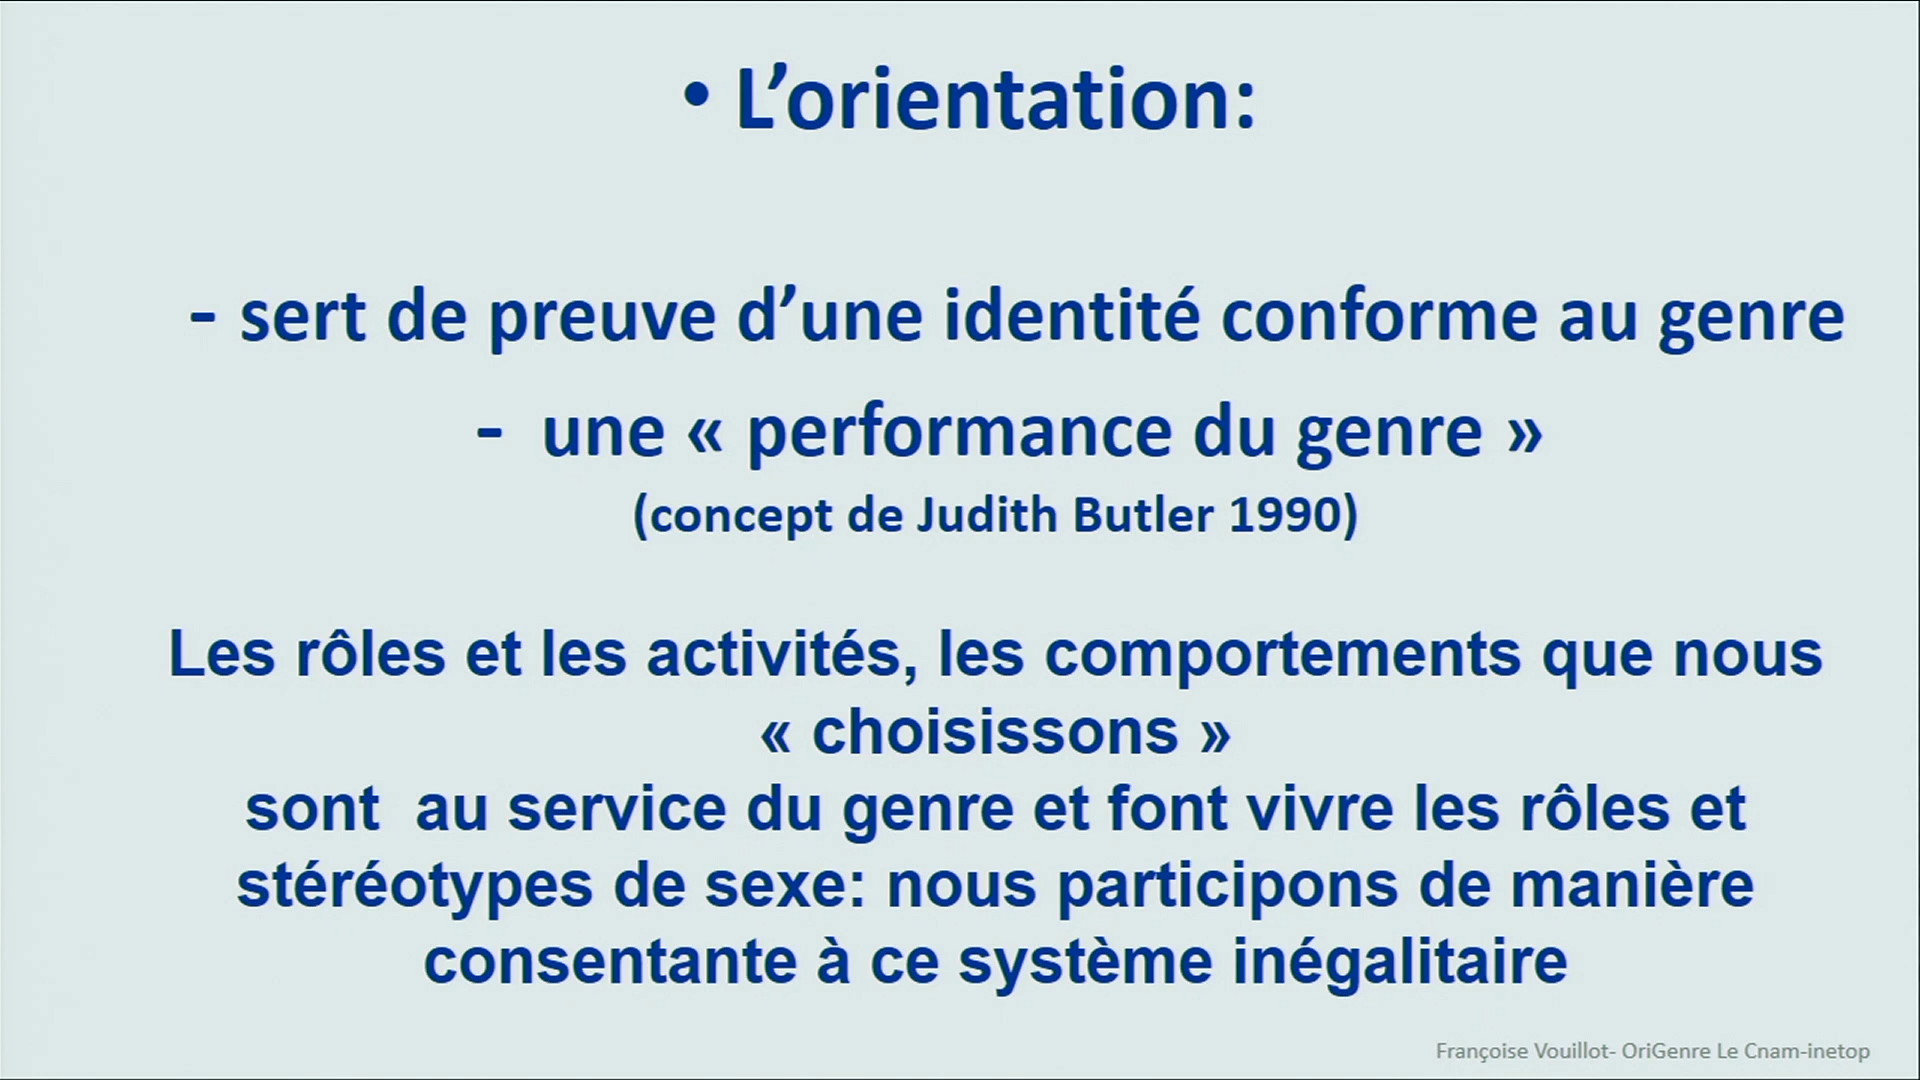 • L’orientation:
- sert de preuve d’une identité conforme au genre
- une « performance du genre »
(concept de Judith Butler 1990)
Les rôles et les activités, les comportements que nous
« choisissons »
sont au service du genre et font vivre les rôles et
stéréotypes de sexe: nous participons de manière
consentante à ce système inégalitaire
Françoise Vouillot- OriGenre Le Cnam-inetop